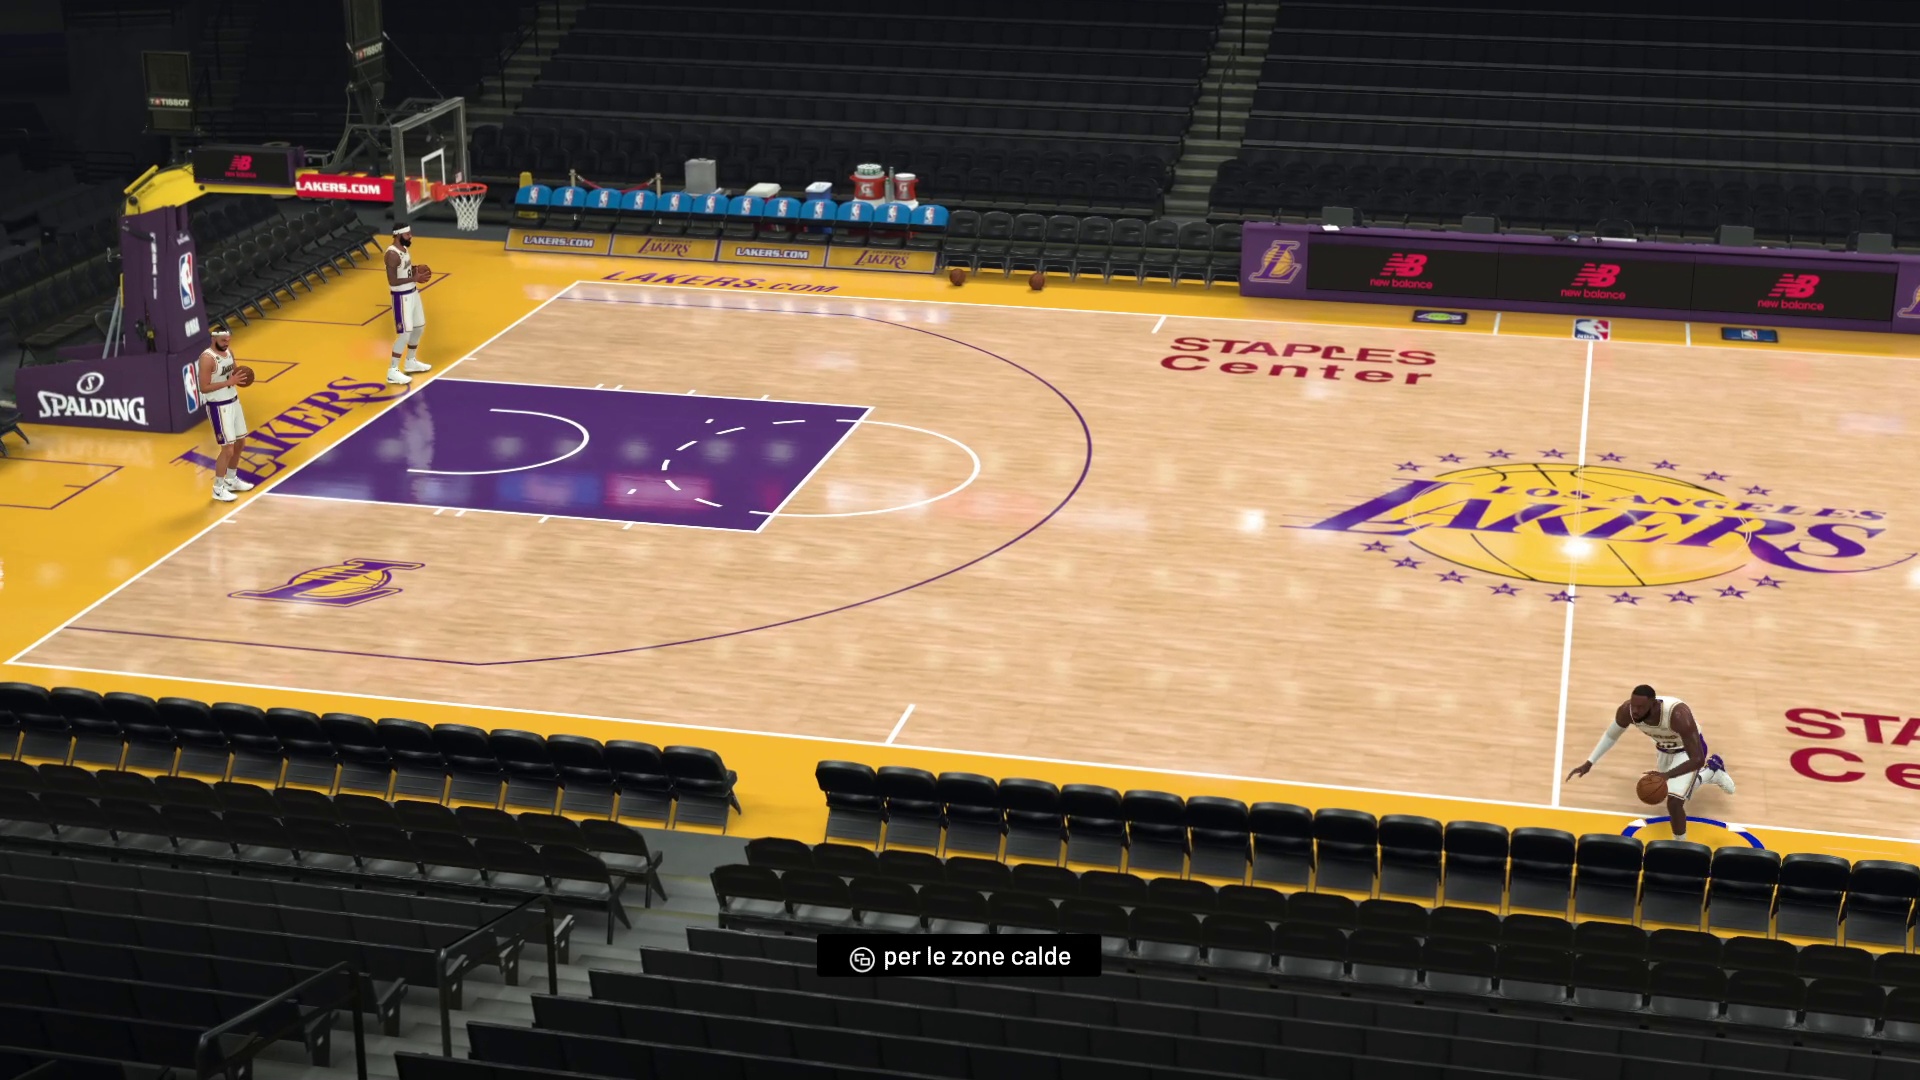 TISSOT
TISSOT
new balance
LAKERS.COM
LAKERS.COM
LAKERS
LAKERS.COM
LAKERS
LAKERS.COM
new balance
new balance
new balance
STAPLES
Center
SPALDING
LAKERS
LOS ANGELES
LAKERS
STA
Ce
per le zone calde